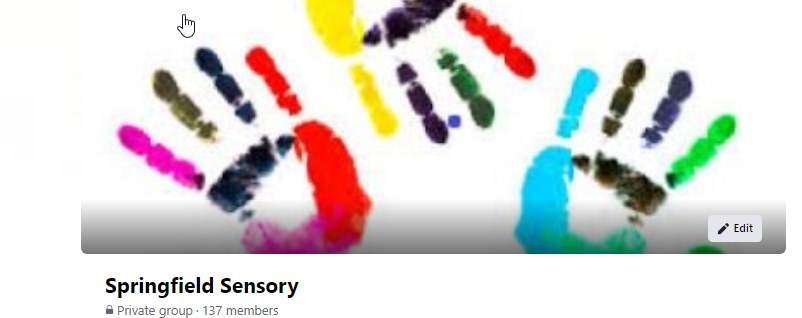 Edit
Springfield Sensory
Private group · 137 members